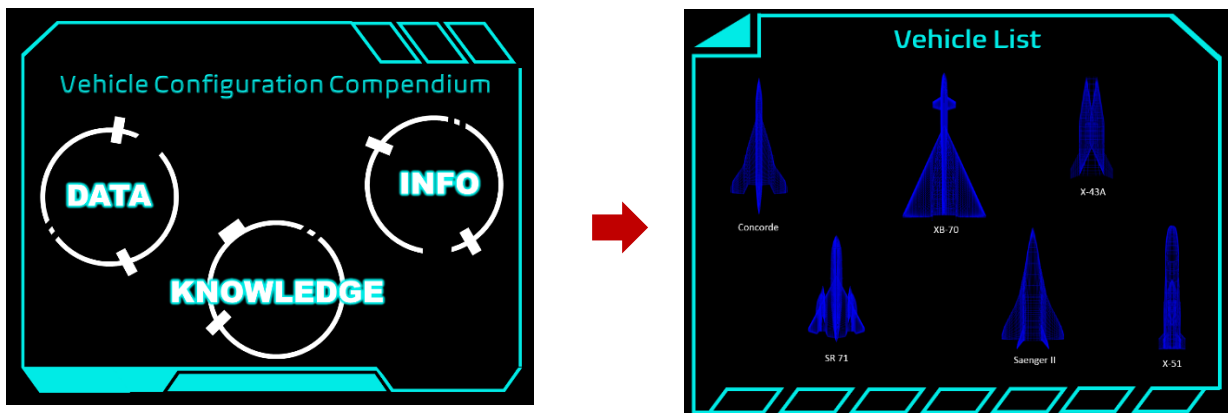 Vehicle Configuration Compendium
DATA
INFO
KNOWLEDGE
Vehicle List
Concorde
XB-70
X-43A
SR 71
Saenger II
X-51